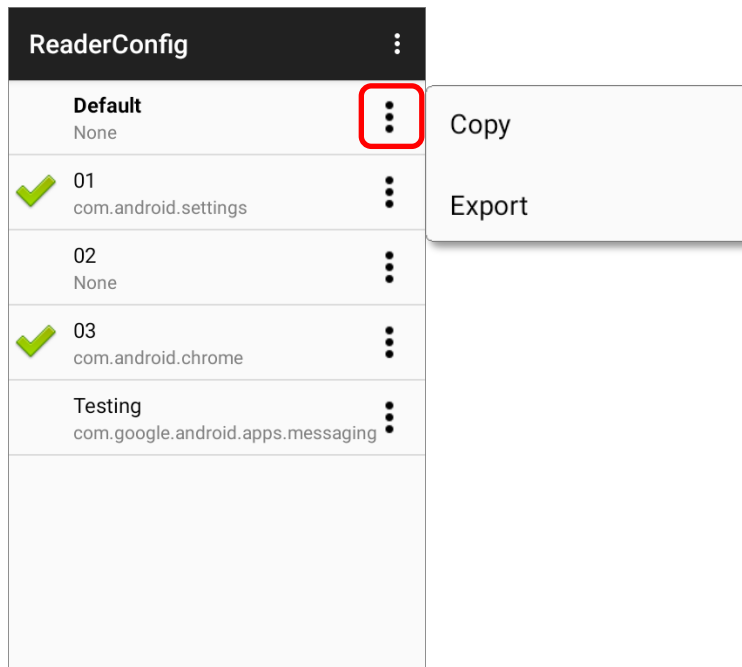 ReaderConfig
Default
None
Copy
Export
01
com.android.settings
02
None
03
com.android.chrome
Testing
com.google.android.apps.messaging